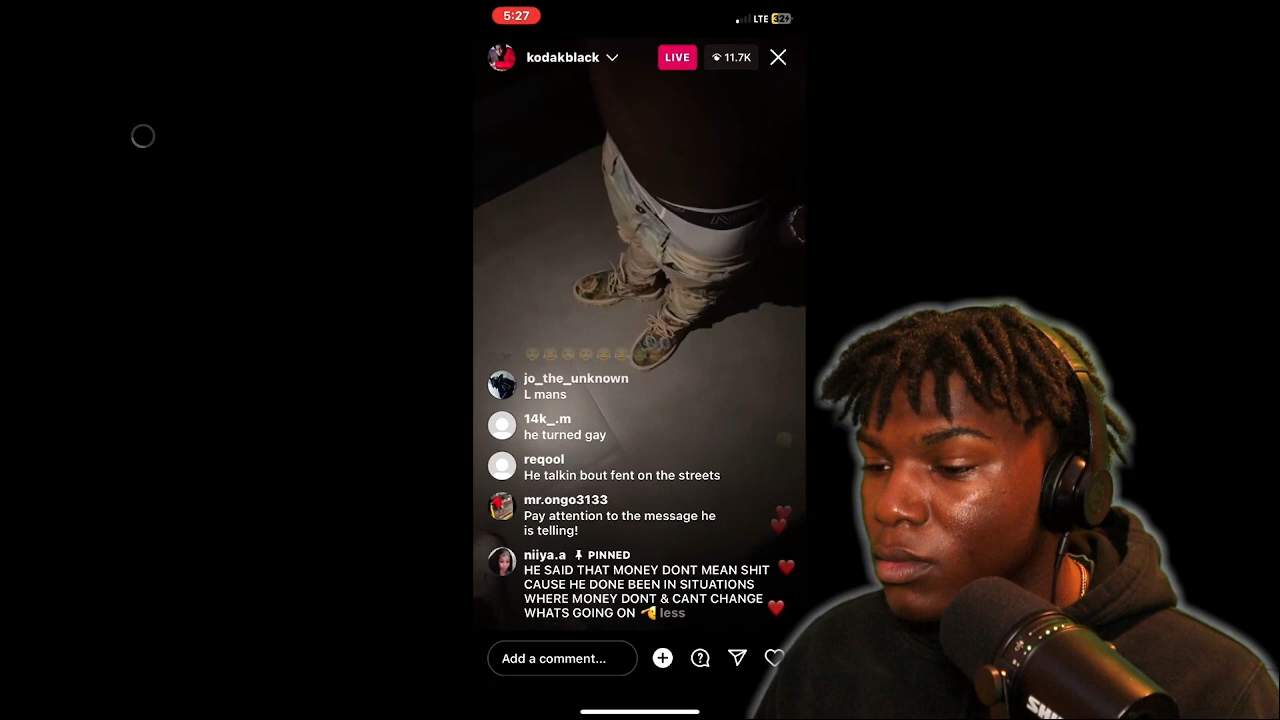 5:27
LTE 32
kodakblack
LIVE
11.7K
jo_the_unknown
L mans
14k_.m
he turned gay
reqool
He talkin bout fent on the streets
mr.ongo3133
Pay attention to the message he
is telling!
niiya.a PINNED
HE SAID THAT MONEY DONT MEAN SHIT
CAUSE HE DONE BEEN IN SITUATIONS
WHERE MONEY DONT & CANT CHANGE
WHATS GOING ON 🫤 less
Add a comment...